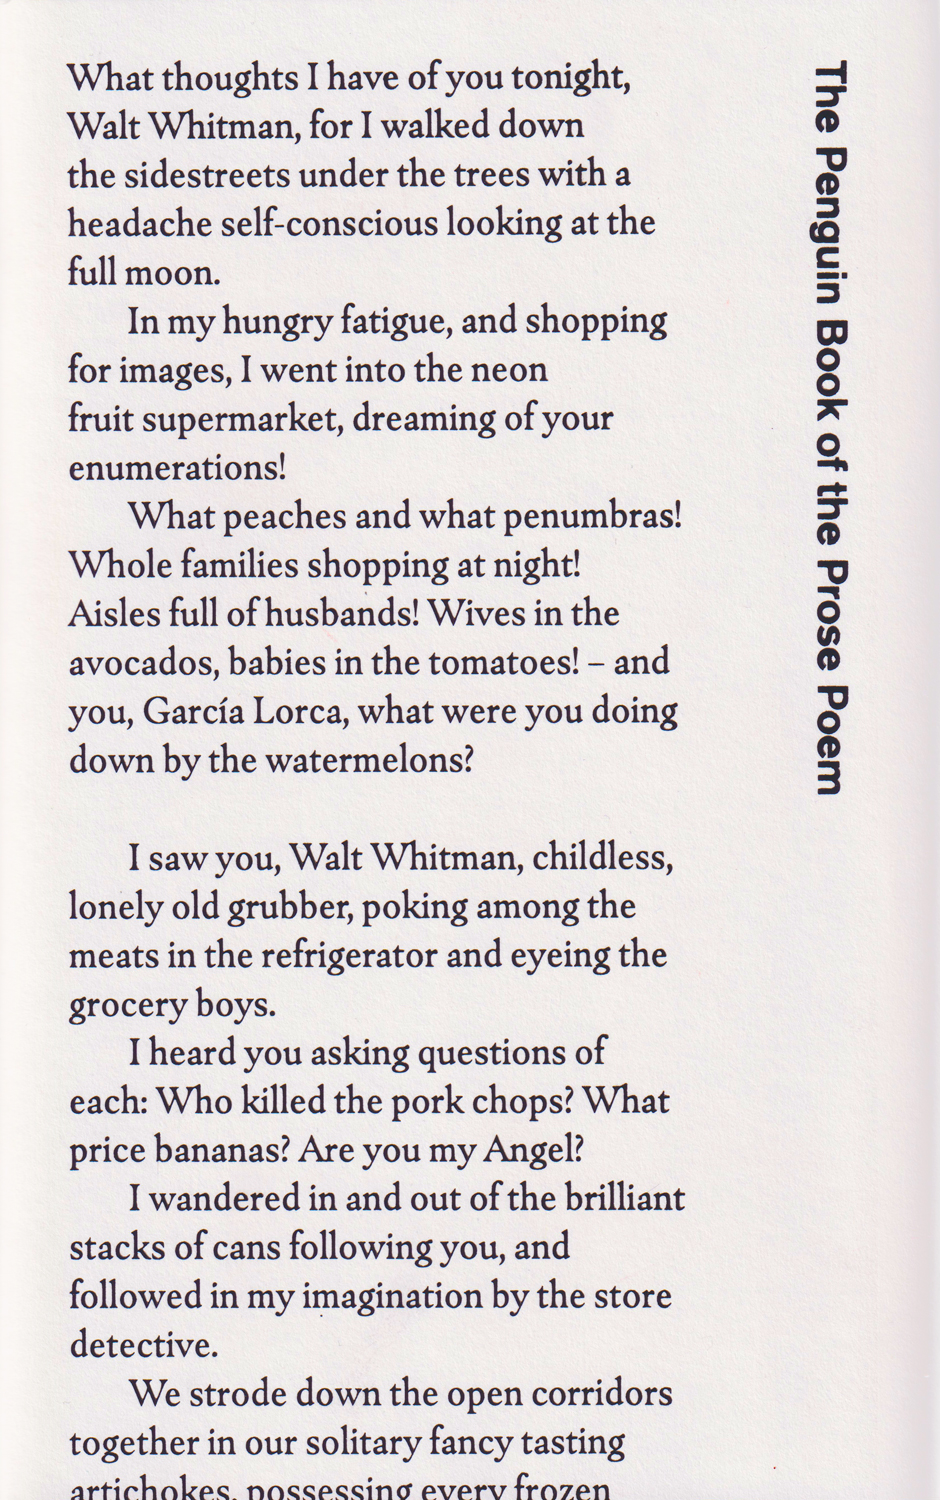 What thoughts I have of you tonight,
Walt Whitman, for I walked down
the sidestreets under the trees with a
headache self-conscious looking at the
full moon.
In my hungry fatigue, and shopping
for images, I went into the neon
fruit supermarket, dreaming of your
enumerations!
What peaches and what penumbras!
Whole families shopping at night!
Aisles full of husbands! Wives in the
avocados, babies in the tomatoes! – and
you, García Lorca, what were you doing
down by the watermelons?
I saw you, Walt Whitman, childless,
lonely old grubber, poking among the
meats in the refrigerator and eyeing the
grocery boys.
I heard you asking questions of
each: Who killed the pork chops? What
price bananas? Are you my Angel?
I wandered in and out of the brilliant
stacks of cans following you, and
followed in my imagination by the store
detective.
We strode down the open corridors
together in our solitary fancy tasting
artichokes, possessing every frozen
The Penguin Book of the Prose Poem